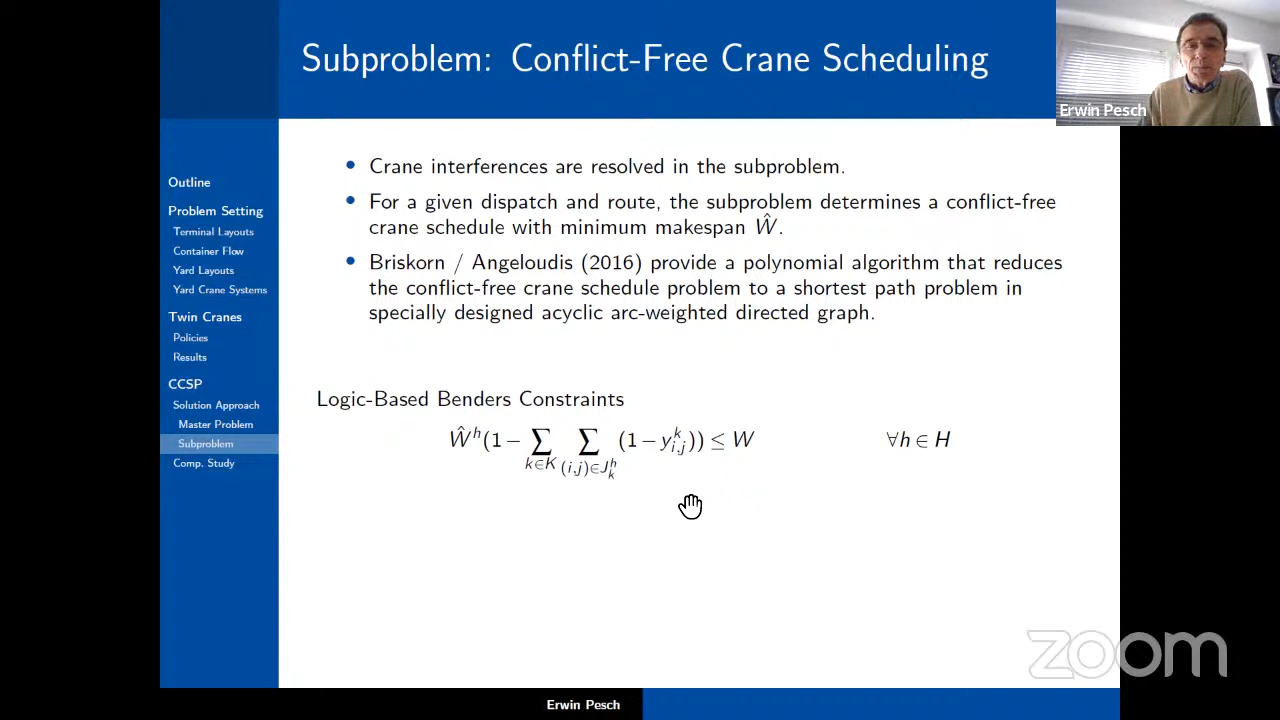 Subproblem: Conflict-Free Crane Scheduling
Erwin Pesch
Outline
Problem Setting
Terminal Layouts
Container Flow
Yard Layouts
Yard Crane Systems
Twin Cranes
Policies
Results
CCSP
Solution Approach
Master Problem
Subproblem
Comp. Study
• Crane interferences are resolved in the subproblem.
• For a given dispatch and route, the subproblem determines a conflict-free
crane schedule with minimum makespan Ŵ.
• Briskorn / Angeloudis (2016) provide a polynomial algorithm that reduces
the conflict-free crane schedule problem to a shortest path problem in
specially designed acyclic arc-weighted directed graph.
Logic-Based Benders Constraints
Ŵ^h(1 − ∑_{k∈K} ∑_{(i,j)∈J_k^h} (1 − y_{i,j}^k)) ≤ W ∀h ∈ H
zoom
Erwin Pesch